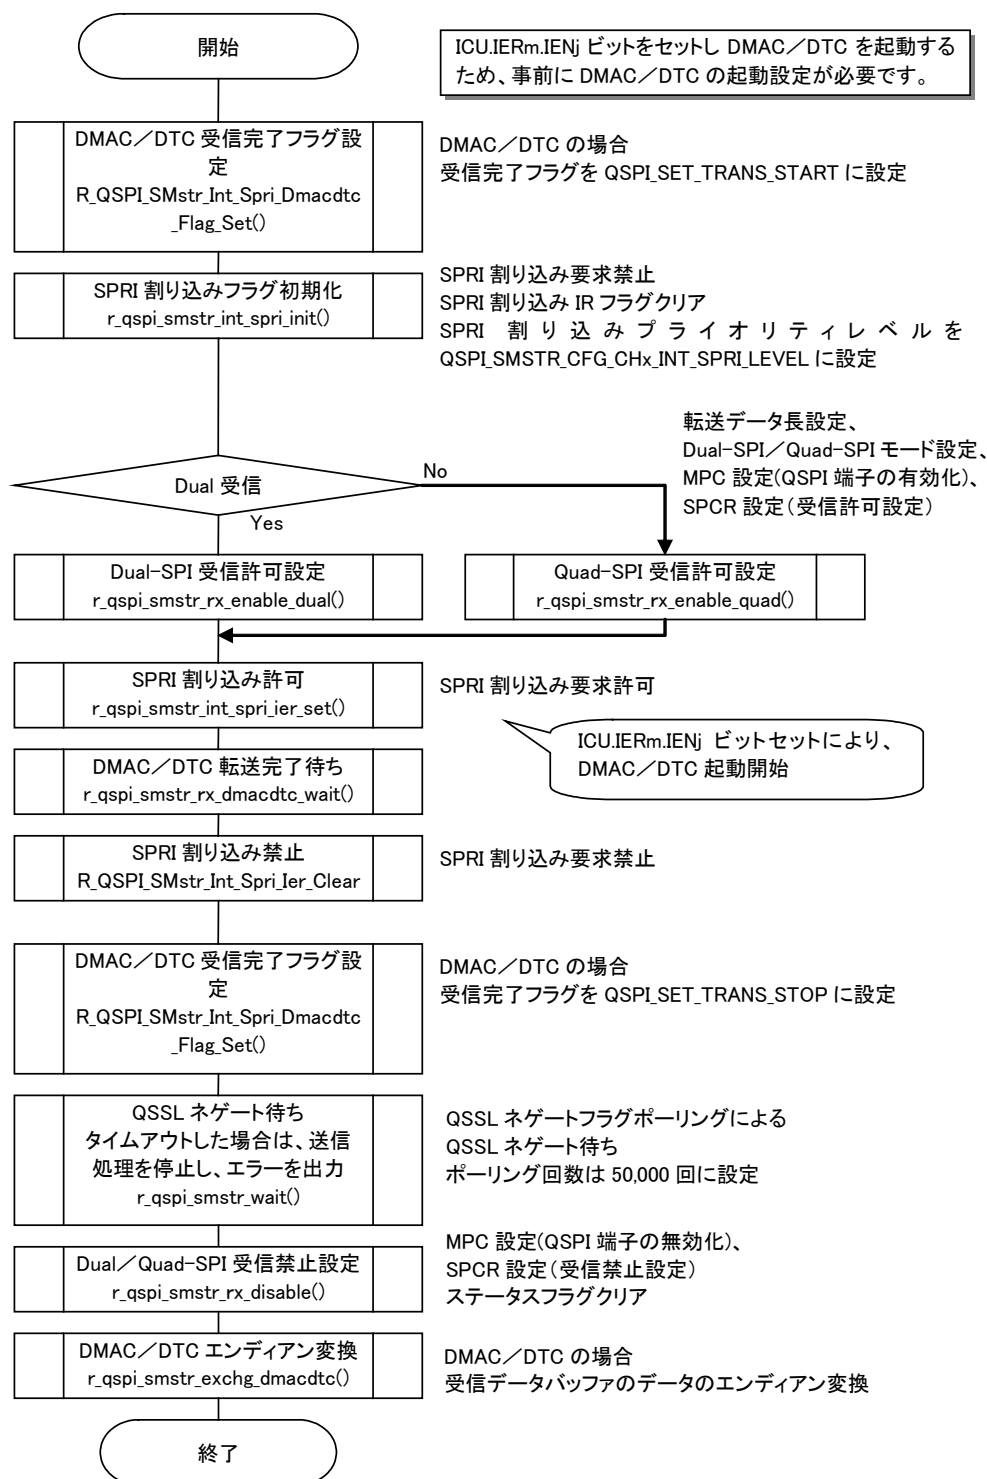 開始
ICU.IERm.IENj ビットをセットし DMAC／DTC を起動する
ため、事前に DMAC／DTC の起動設定が必要です。
DMAC／DTC 受信完了フラグ設
定
R_QSPI_SMstr_Int_Spri_Dmacdtc
_Flag_Set()
DMAC／DTC の場合
受信完了フラグを QSPI_SET_TRANS_START に設定
SPRI 割り込みフラグ初期化
r_qspi_smstr_int_spri_init()
SPRI 割り込み要求禁止
SPRI 割り込み IR フラグクリア
SPRI 割り込みプライオリティレベルを
QSPI_SMSTR_CFG_CHx_INT_SPRI_LEVEL に設定
転送データ長設定、
Dual-SPI／Quad-SPI モード設定、
MPC 設定(QSPI 端子の有効化)、
SPCR 設定（受信許可設定）
Dual 受信
No
Yes
Dual-SPI 受信許可設定
r_qspi_smstr_rx_enable_dual()
Quad-SPI 受信許可設定
r_qspi_smstr_rx_enable_quad()
SPRI 割り込み許可
r_qspi_smstr_int_spri_ier_set()
SPRI 割り込み要求許可
ICU.IERm.IENj ビットセットにより、
DMAC／DTC 起動開始
DMAC／DTC 転送完了待ち
r_qspi_smstr_rx_dmacdtc_wait()
SPRI 割り込み禁止
R_QSPI_SMstr_Int_Spri_Ier_Clear
SPRI 割り込み要求禁止
DMAC／DTC 受信完了フラグ設
定
R_QSPI_SMstr_Int_Spri_Dmacdtc
_Flag_Set()
DMAC／DTC の場合
受信完了フラグを QSPI_SET_TRANS_STOP に設定
QSSL ネゲート待ち
タイムアウトした場合は、送信
処理を停止し、エラーを出力
r_qspi_smstr_wait()
QSSL ネゲートフラグポーリングによる
QSSL ネゲート待ち
ポーリング回数は 50,000 回に設定
Dual／Quad-SPI 受信禁止設定
r_qspi_smstr_rx_disable()
MPC 設定(QSPI 端子の無効化)、
SPCR 設定（受信禁止設定）
ステータスフラグクリア
DMAC／DTC エンディアン変換
r_qspi_smstr_exchg_dmacdtc()
DMAC／DTC の場合
受信データバッファのデータのエンディアン変換
終了